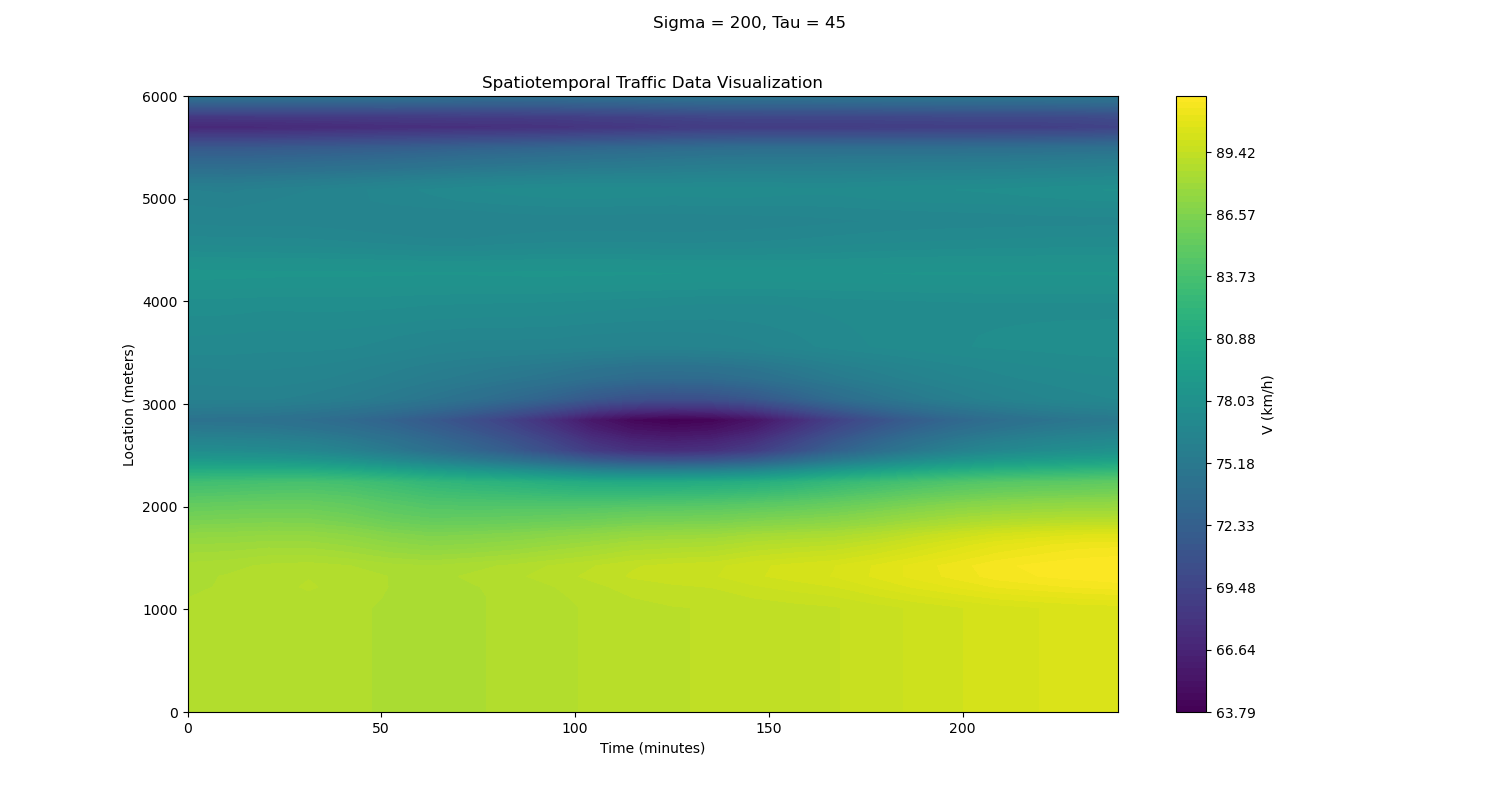 Sigma = 200, Tau = 45
Spatiotemporal Traffic Data Visualization
6000
5000
4000
3000
2000
1000
0
Location (meters)
0 50 100 150 200
Time (minutes)
89.42
86.57
83.73
80.88
78.03
75.18
72.33
69.48
66.64
63.79
V (km/h)